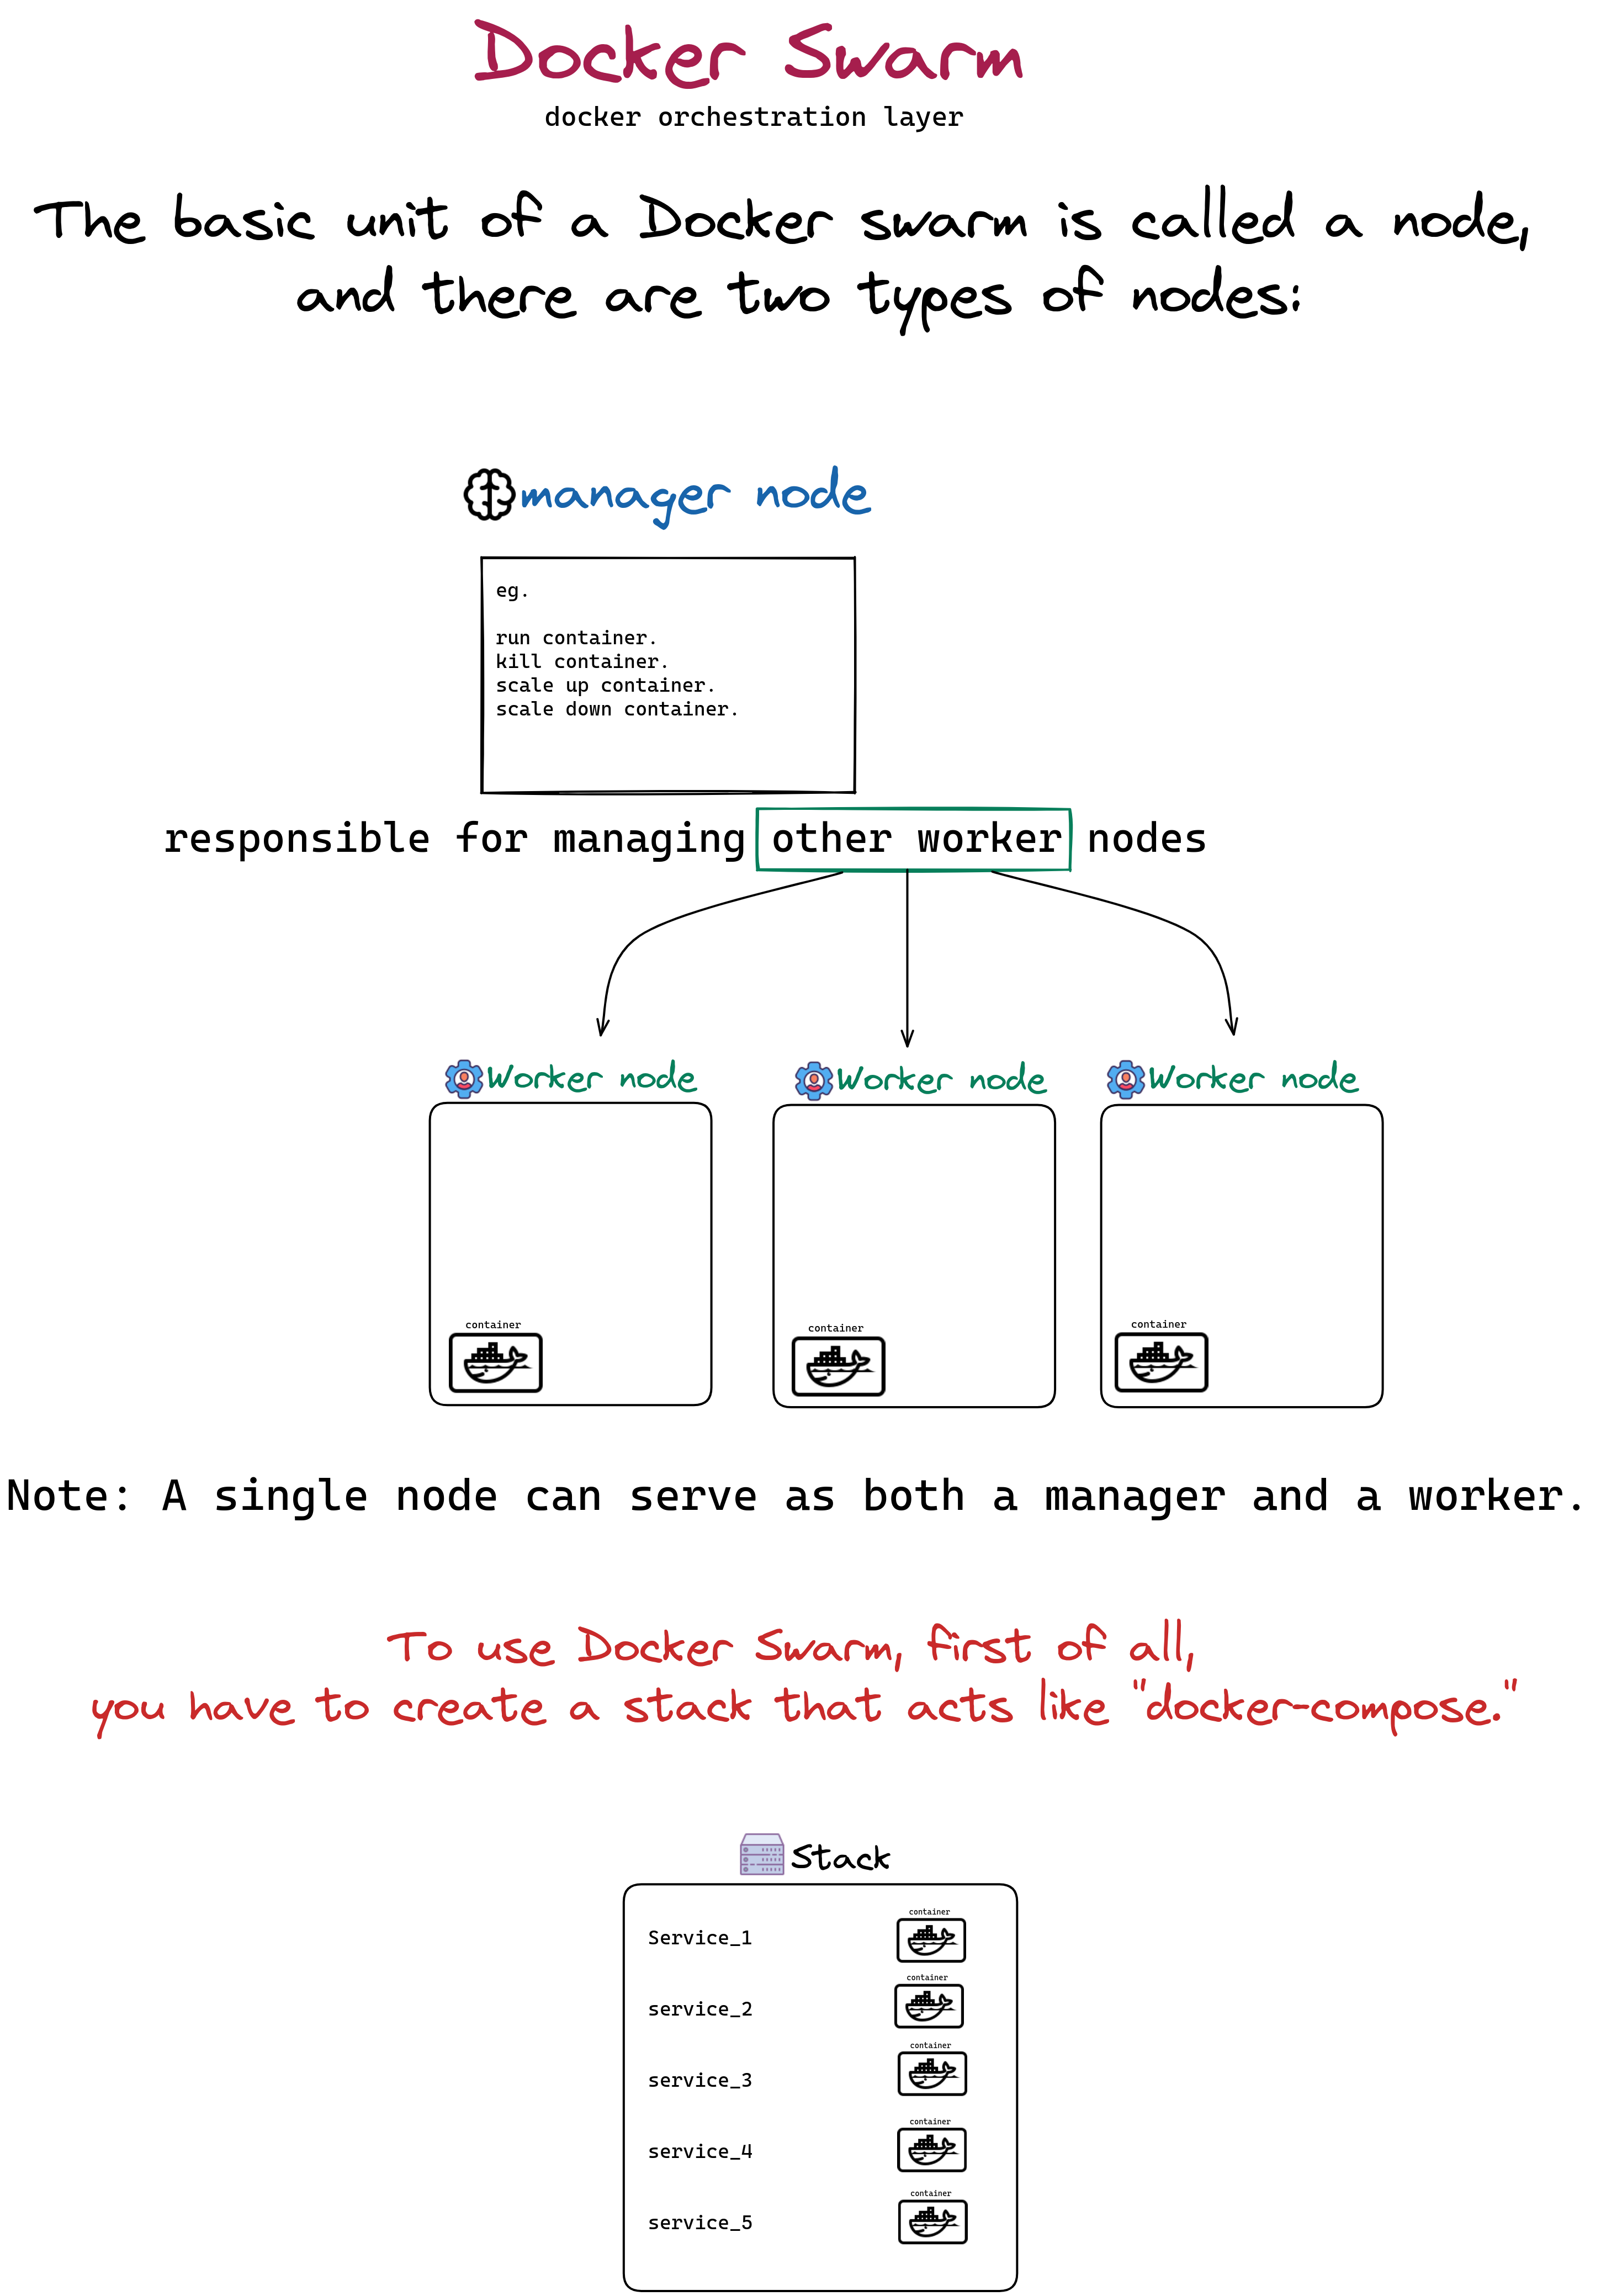 Docker Swarm
docker orchestration layer
The basic unit of a Docker swarm is called a node,
and there are two types of nodes:
manager node
eg.
run container.
kill container.
scale up container.
scale down container.
responsible for managing other worker nodes
Worker node
Worker node
Worker node
container
container
container
Note: A single node can serve as both a manager and a worker.
To use Docker Swarm, first of all,
you have to create a stack that acts like "docker-compose."
Stack
container
Service_1
container
service_2
container
service_3
container
service_4
container
service_5